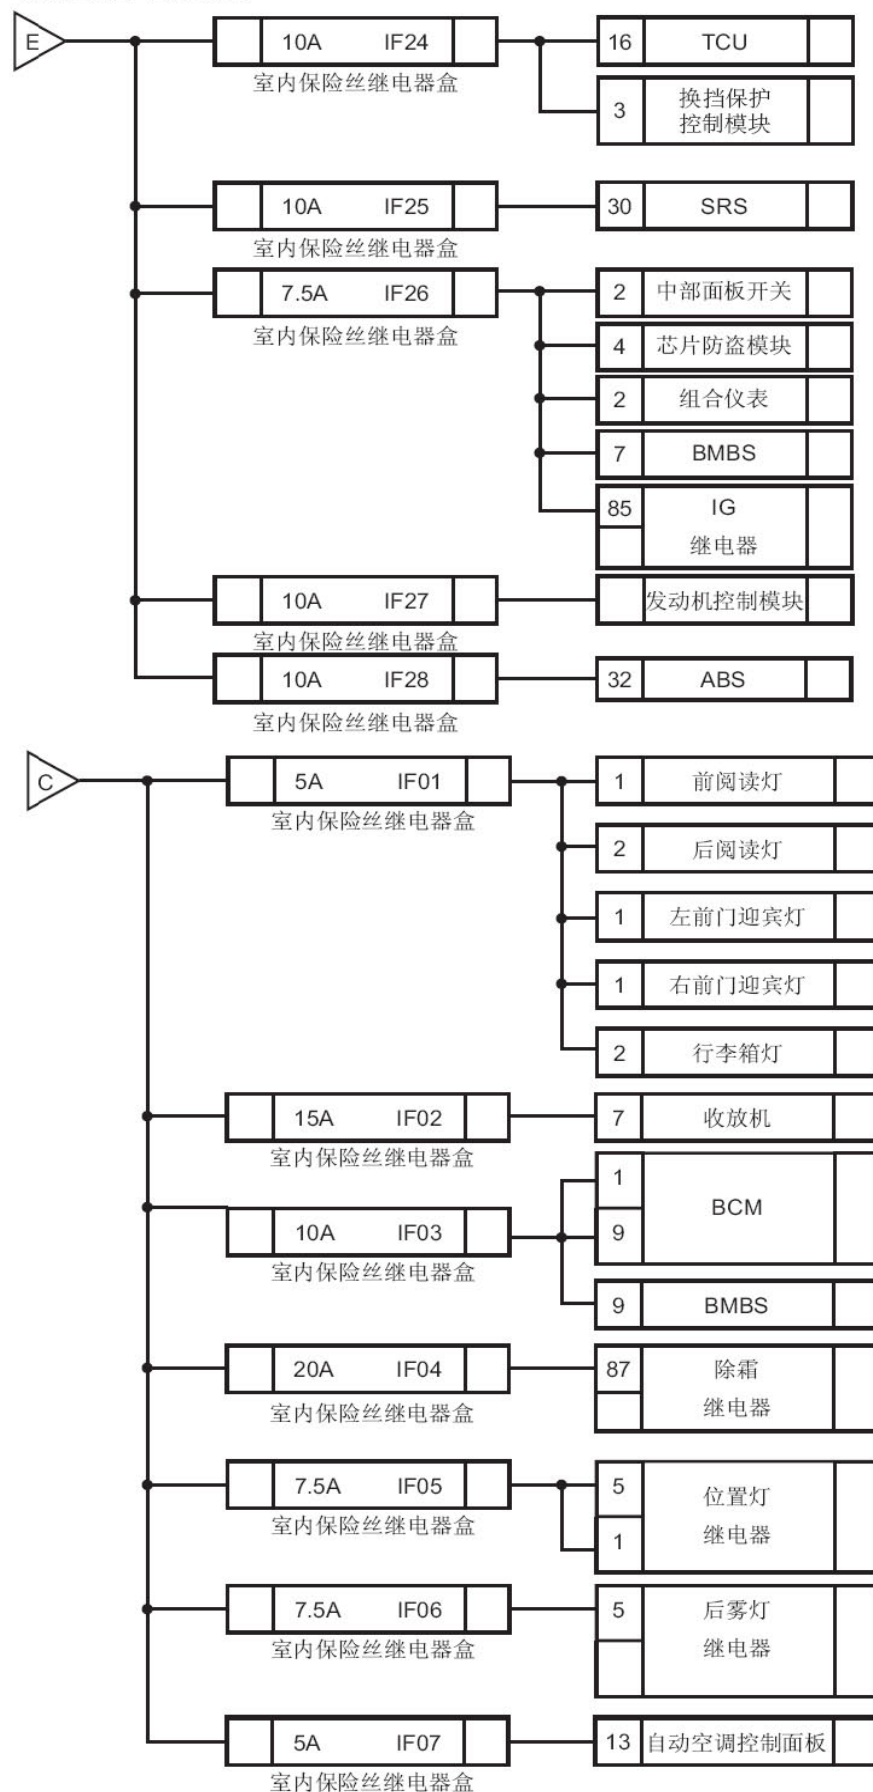 E
10A IF24
16 TCU
室内保险丝继电器盒
3 换挡保护
控制模块
10A IF25
30 SRS
室内保险丝继电器盒
7.5A IF26
2 中部面板开关
室内保险丝继电器盒
4 芯片防盗模块
2 组合仪表
7 BMBS
85 IG
继电器
10A IF27
发动机控制模块
室内保险丝继电器盒
10A IF28
32 ABS
室内保险丝继电器盒
C
5A IF01
1 前阅读灯
室内保险丝继电器盒
2 后阅读灯
1 左前门迎宾灯
1 右前门迎宾灯
2 行李箱灯
15A IF02
7 收放机
室内保险丝继电器盒
1
BCM
9
10A IF03
室内保险丝继电器盒
9 BMBS
20A IF04
87 除霜
继电器
室内保险丝继电器盒
7.5A IF05
5 位置灯
1 继电器
室内保险丝继电器盒
7.5A IF06
5 后雾灯
继电器
室内保险丝继电器盒
5A IF07
13 自动空调控制面板
室内保险丝继电器盒